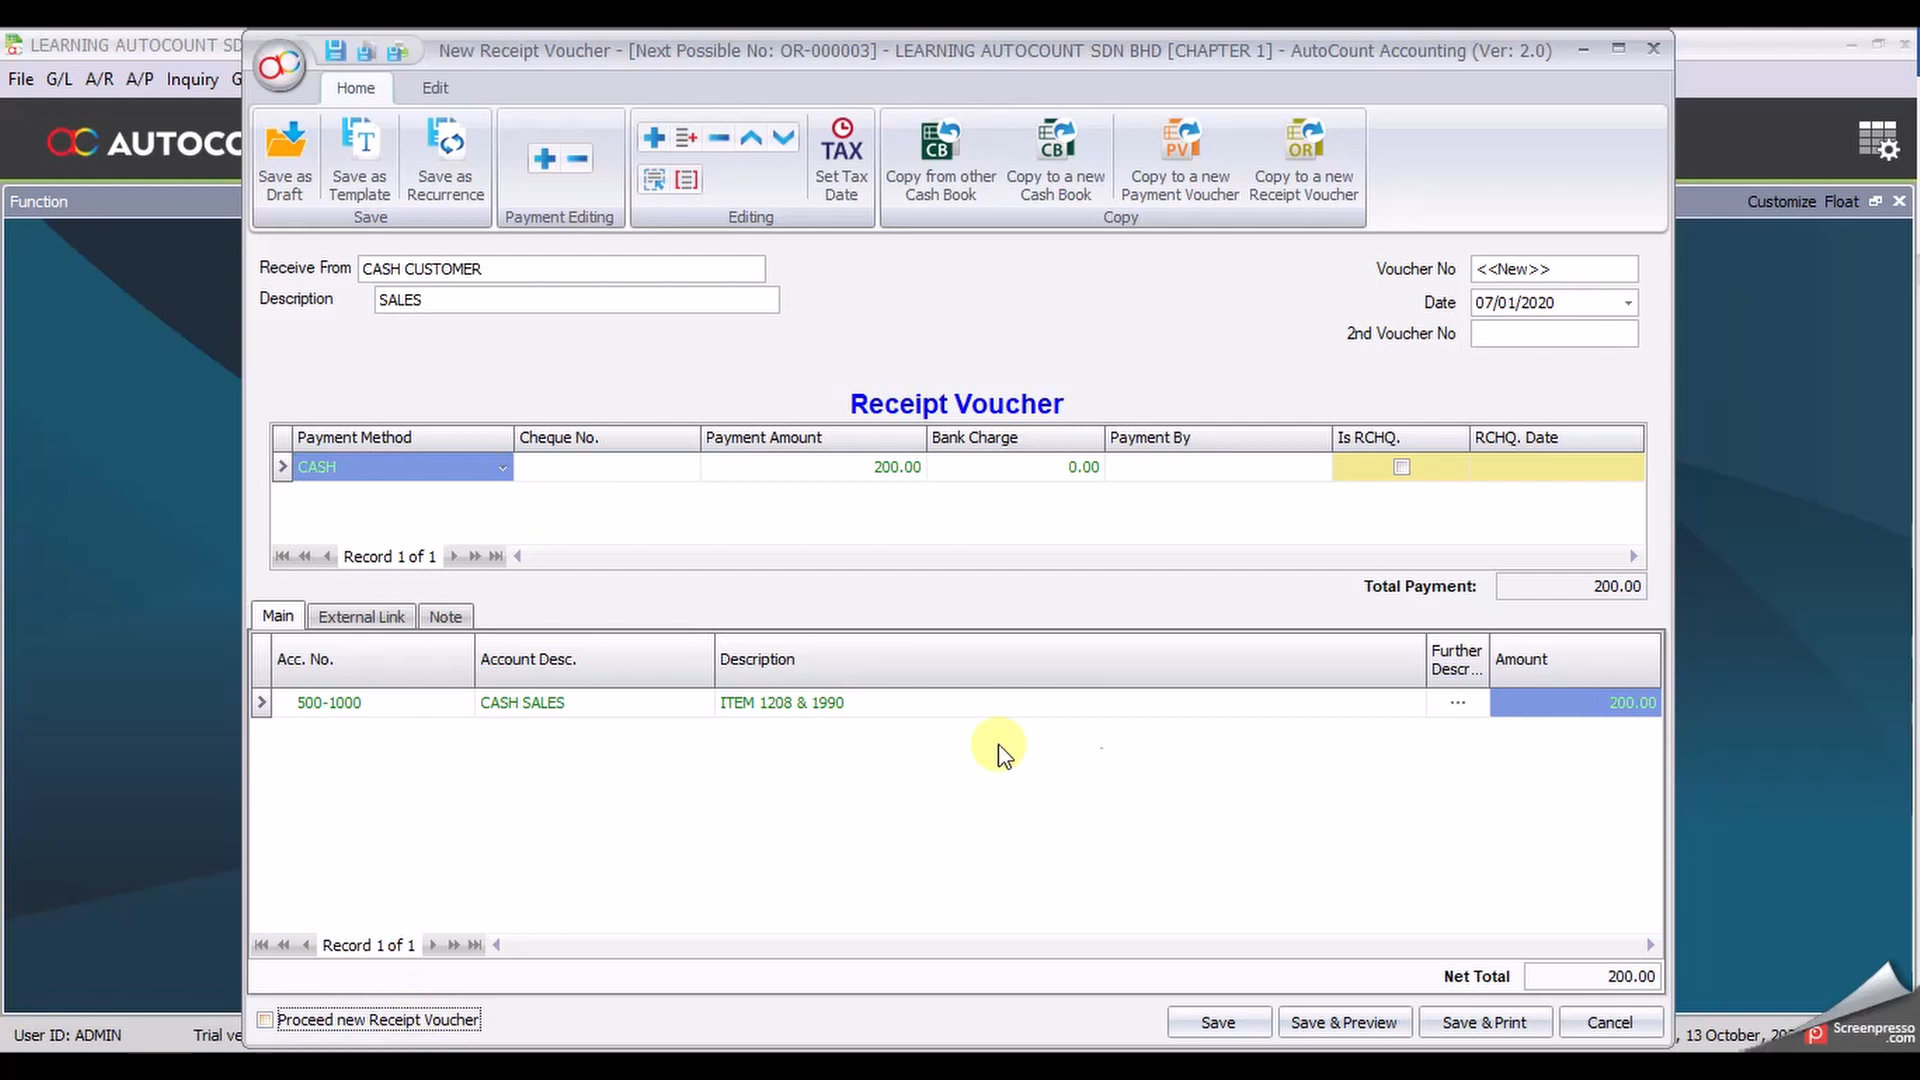 LEARNING AUTOCOUNT SD
New Receipt Voucher - [Next Possible No: OR-000003] - LEARNING AUTOCOUNT SDN BHD [CHAPTER 1] - AutoCount Accounting (Ver: 2.0)
File G/L A/R A/P Inquiry G
Home Edit
AUTOCO
Save as Draft
Save as Template
Save as Recurrence
Set Tax Date
Copy from other Cash Book
Copy to a new Cash Book
Copy to a new Payment Voucher
Copy to a new Receipt Voucher
TAX
CB
CB
PV
OR
T
Save
Payment Editing
Editing
Copy
Function
Customize Float
Receive From CASH CUSTOMER
Description SALES
Voucher No <<New>>
Date 07/01/2020
2nd Voucher No
Receipt Voucher
Payment Method Cheque No. Payment Amount Bank Charge Payment By Is RCHQ. RCHQ. Date
CASH 200.00 0.00
Record 1 of 1
Total Payment: 200.00
Main External Link Note
Acc. No. Account Desc. Description Further Descr... Amount
500-1000 CASH SALES ITEM 1208 & 1990 ... 200.00
Record 1 of 1
Net Total 200.00
Proceed new Receipt Voucher
Save Save & Preview Save & Print Cancel
User ID: ADMIN Trial ve
, 13 October,
Screenpresso
.com